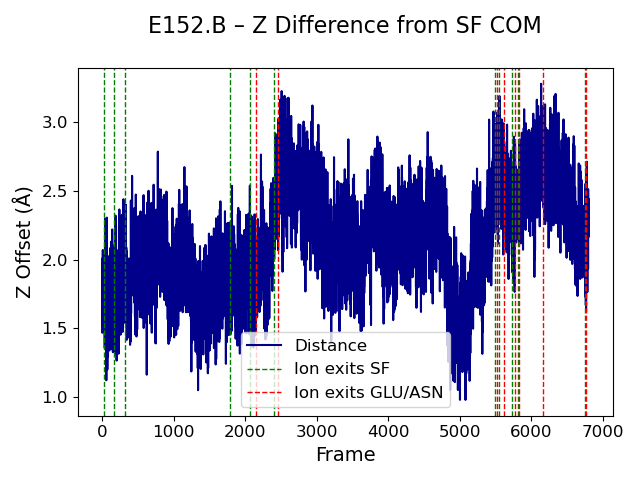 E152.B – Z Difference from SF COM
Z Offset (Å)
3.0
2.5
2.0
1.5
1.0
Distance
Ion exits SF
Ion exits GLU/ASN
0 1000 2000 3000 4000 5000 6000 7000
Frame